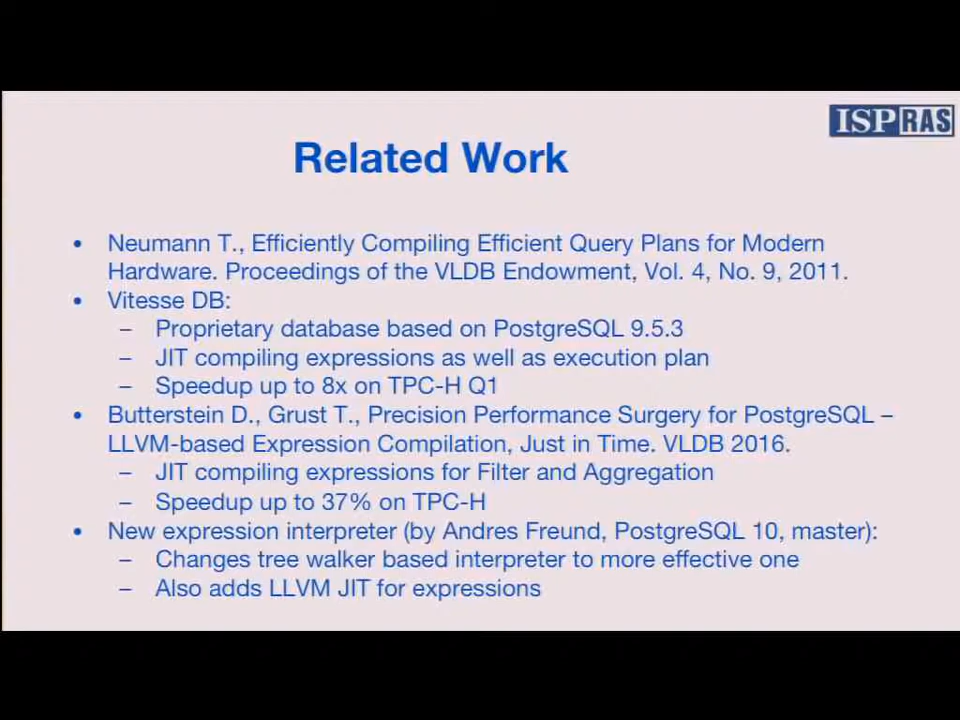 ISP RAS
Related Work
• Neumann T., Efficiently Compiling Efficient Query Plans for Modern
Hardware. Proceedings of the VLDB Endowment, Vol. 4, No. 9, 2011.
• Vitesse DB:
– Proprietary database based on PostgreSQL 9.5.3
– JIT compiling expressions as well as execution plan
– Speedup up to 8x on TPC-H Q1
• Butterstein D., Grust T., Precision Performance Surgery for PostgreSQL –
LLVM-based Expression Compilation, Just in Time. VLDB 2016.
– JIT compiling expressions for Filter and Aggregation
– Speedup up to 37% on TPC-H
• New expression interpreter (by Andres Freund, PostgreSQL 10, master):
– Changes tree walker based interpreter to more effective one
– Also adds LLVM JIT for expressions